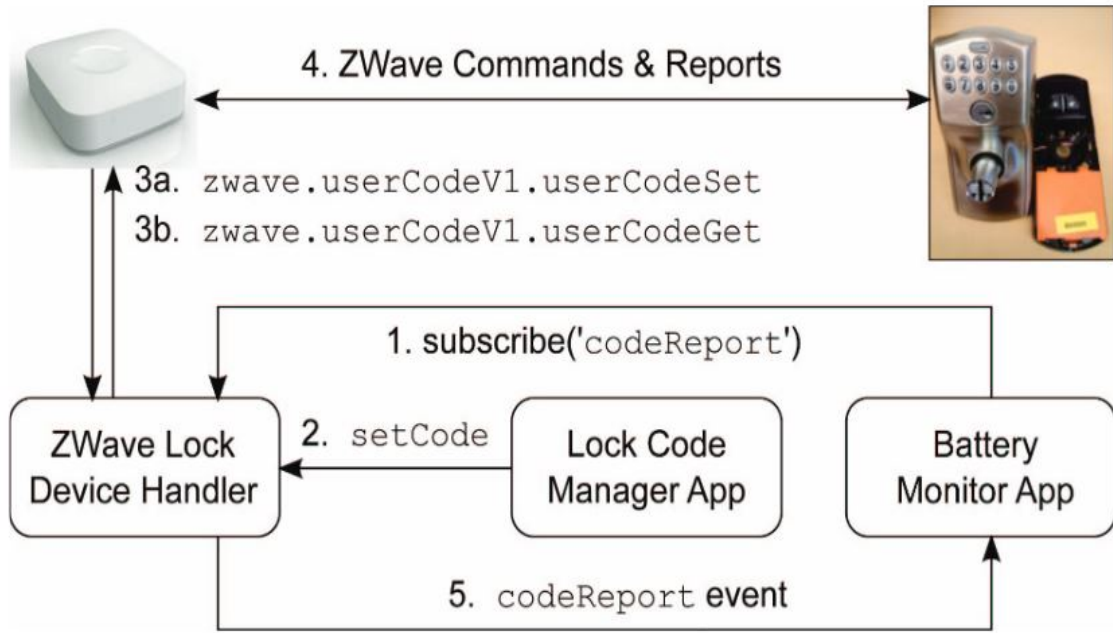 4. ZWave Commands & Reports
3a. zwave.userCodeV1.userCodeSet
3b. zwave.userCodeV1.userCodeGet
1. subscribe('codeReport')
ZWave Lock
Device Handler
2. setCode
Lock Code
Manager App
Battery
Monitor App
5. codeReport event